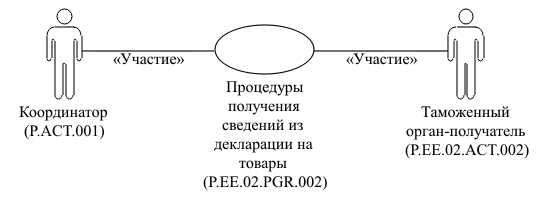 «Участие»
«Участие»
Координатор
(P.ACT.001)
Процедуры
получения
сведений из
декларации на
товары
(P.EE.02.PGR.002)
Таможенный
орган-получатель
(P.EE.02.ACT.002)